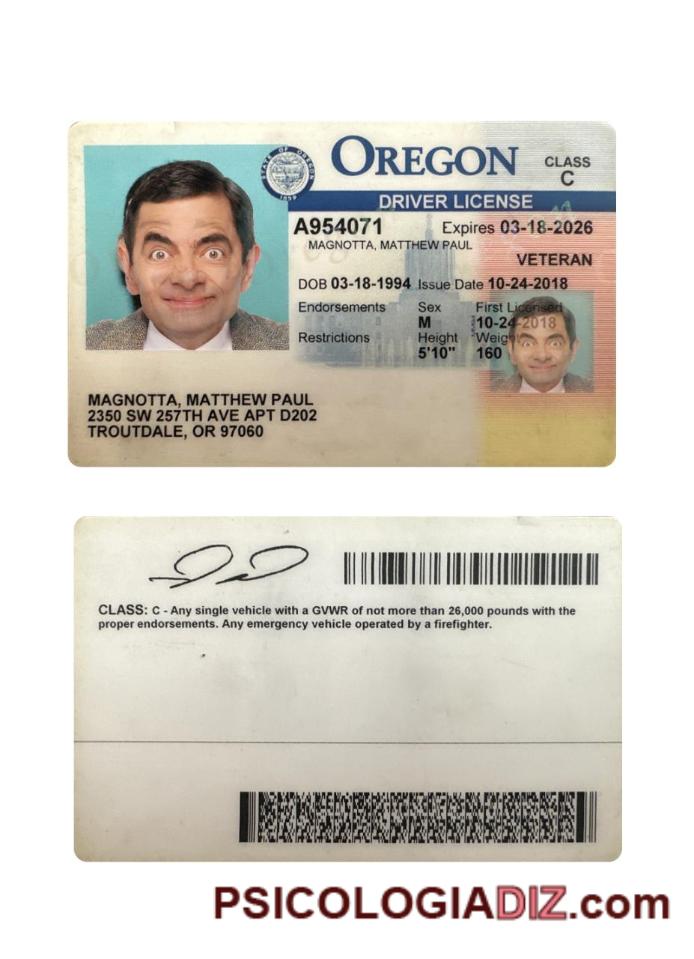 STATE OF OREGON
1859
OREGON
CLASS
C
DRIVER LICENSE
A954071 Expires 03-18-2026
MAGNOTTA, MATTHEW PAUL
VETERAN
DOB 03-18-1994 Issue Date 10-24-2018
Endorsements Sex First Licensed
M 10-24-2018
Restrictions Height Weight
5'10" 160
MAGNOTTA, MATTHEW PAUL
2350 SW 257TH AVE APT D202
TROUTDALE, OR 97060
CLASS: C - Any single vehicle with a GVWR of not more than 26,000 pounds with the
proper endorsements. Any emergency vehicle operated by a firefighter.
PSICOLOGIADIZ.com